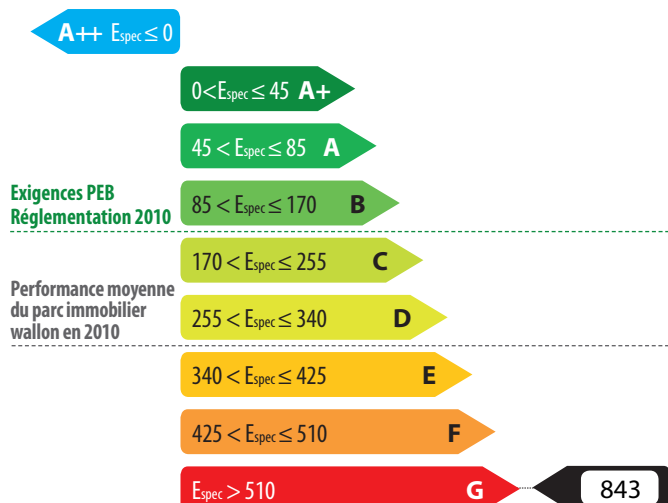 A++ Espec ≤ 0
0<Espec ≤ 45 A+
45 < Espec ≤ 85 A
Exigences PEB
Réglementation 2010
85 < Espec ≤ 170 B
170 < Espec ≤ 255 C
Performance moyenne
du parc immobilier
wallon en 2010
255 < Espec ≤ 340 D
340 < Espec ≤ 425 E
425 < Espec ≤ 510 F
Espec > 510 G
843